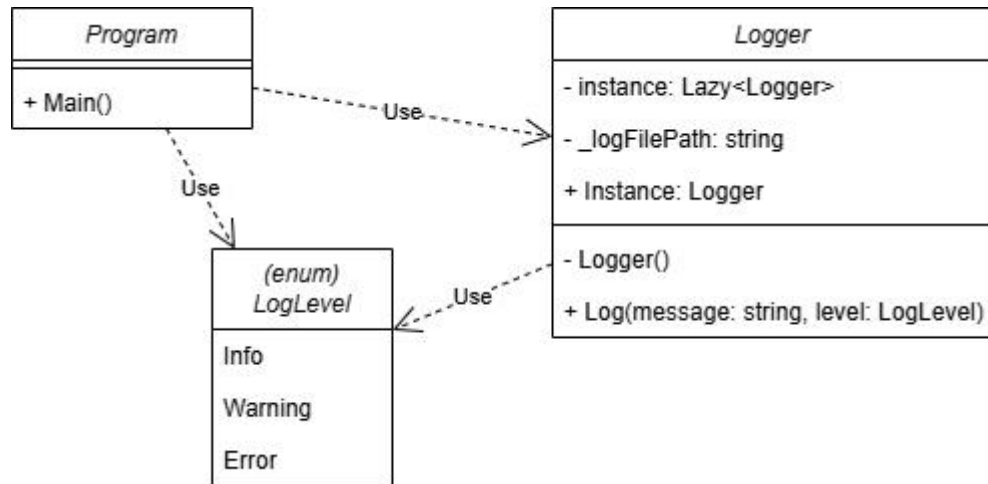 Program
+ Main()
Use
Use
Logger
- instance: Lazy<Logger>
- _logFilePath: string
+ Instance: Logger
- Logger()
+ Log(message: string, level: LogLevel)
Use
(enum)
LogLevel
Info
Warning
Error